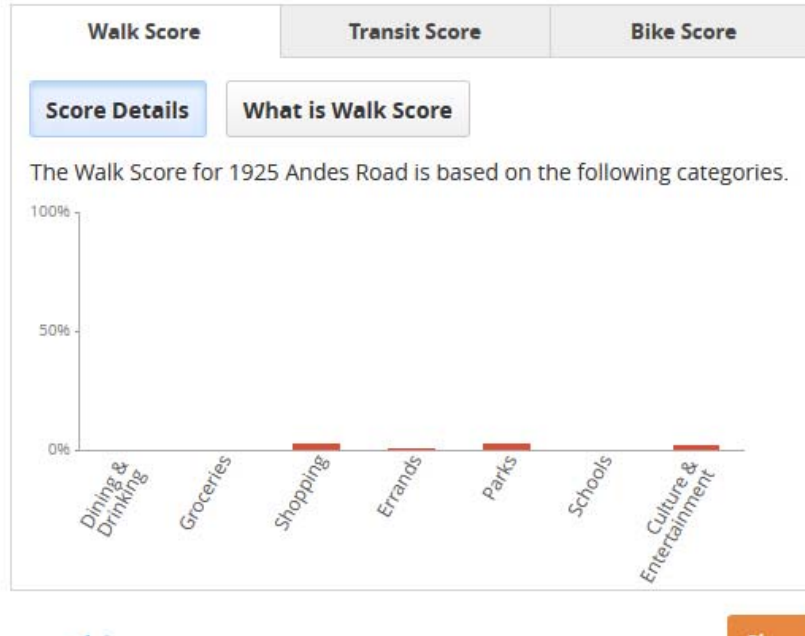 Walk Score
Transit Score
Bike Score
Score Details
What is Walk Score
The Walk Score for 1925 Andes Road is based on the following categories.
100%
50%
0%
Dining &
Drinking
Groceries
Shopping
Errands
Parks
Schools
Culture &
Entertainment